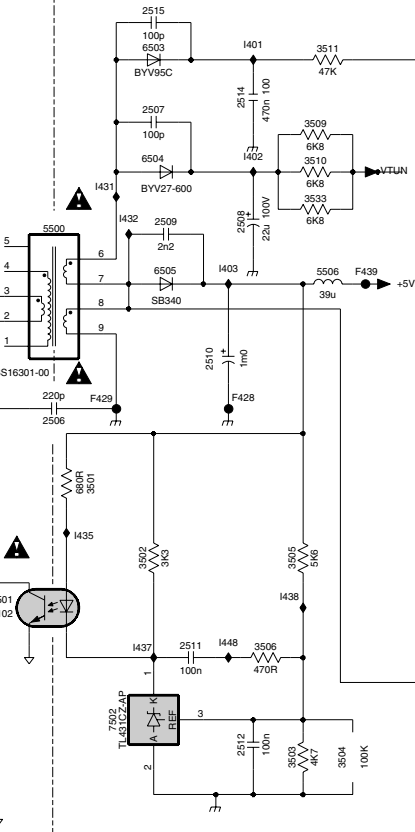 2515
100p
6503
BYV95C
I401
3511
47K
2514
470n 100
2507
100p
6504
BYV27-600
I402
3509
6K8
3510
6K8
3533
6K8
VTUN
I431
2508
22u 100V
+
I432
2509
2n2
6505
SB340
I403
5506
39u
F439
+5V
5500
5
4
3
2
1
6
7
8
9
S16301-00
2510
1m0
+
220p
2506
F429
F428
680R
3501
I435
3502
3K3
3505
5K6
I438
I437
2511
100n
I448
3506
470R
1
7502
TL431CZ-AP
K
A
REF
3
2
2512
100n
3503
4K7
3504
100K